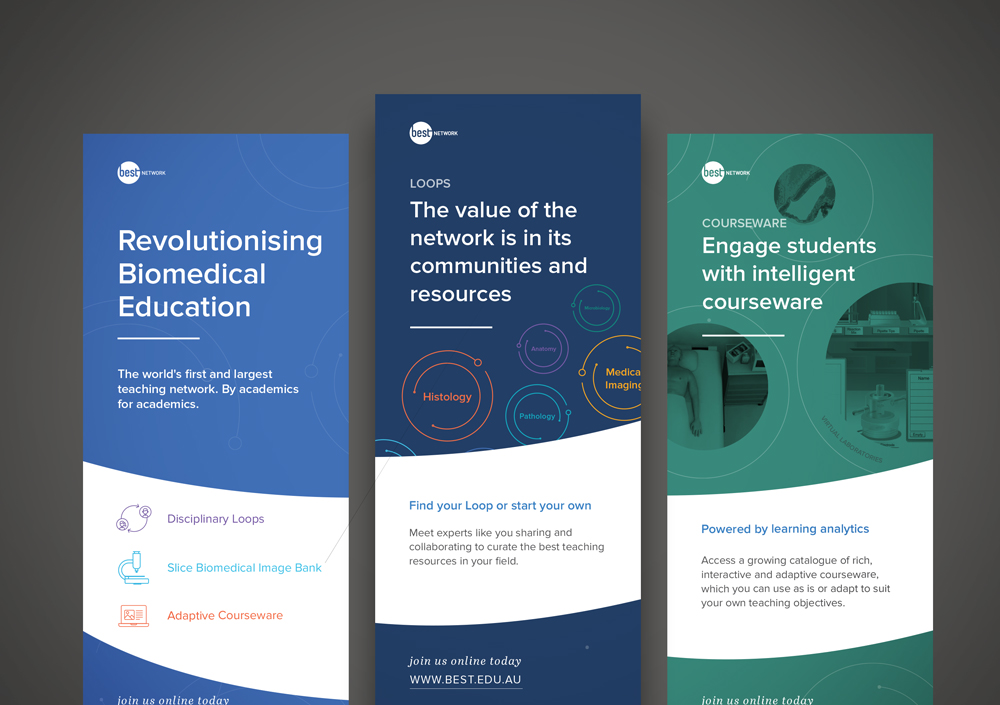 best NETWORK
Revolutionising
Biomedical
Education
The world's first and largest
teaching network. By academics
for academics.
Disciplinary Loops
Slice Biomedical Image Bank
Adaptive Courseware
join us online today
best NETWORK
LOOPS
The value of the
network is in its
communities and
resources
Microbiology
Anatomy
Medica
Imaging
Histology
Pathology
Find your Loop or start your own
Meet experts like you sharing and
collaborating to curate the best teaching
resources in your field.
join us online today
WWW.BEST.EDU.AU
best NETWORK
COURSEWARE
Engage students
with intelligent
courseware
VIRTUAL LABORATORIES
Powered by learning analytics
Access a growing catalogue of rich,
interactive and adaptive courseware,
which you can use as is or adapt to suit
your own teaching objectives.
join us online today